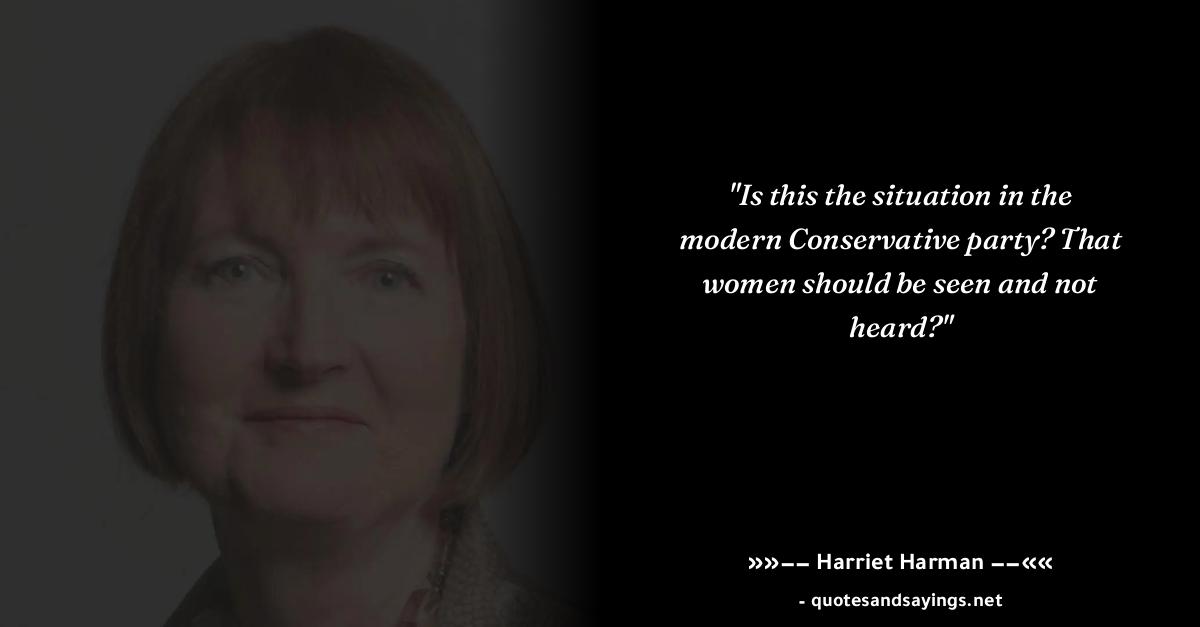 "Is this the situation in the
modern Conservative party? That
women should be seen and not
heard?"
»»–– Harriet Harman ––««
- quotesandsayings.net